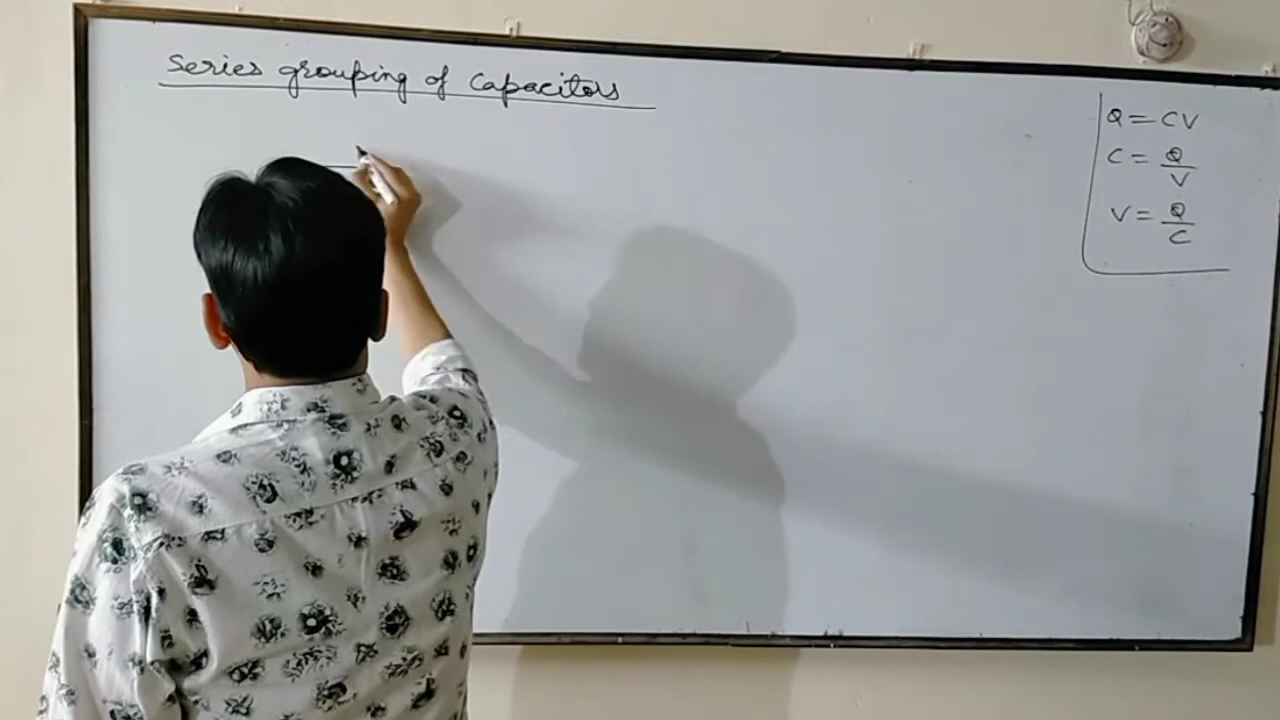 Series grouping of Capacitors
Q = CV
C = Q/V
V = Q/C